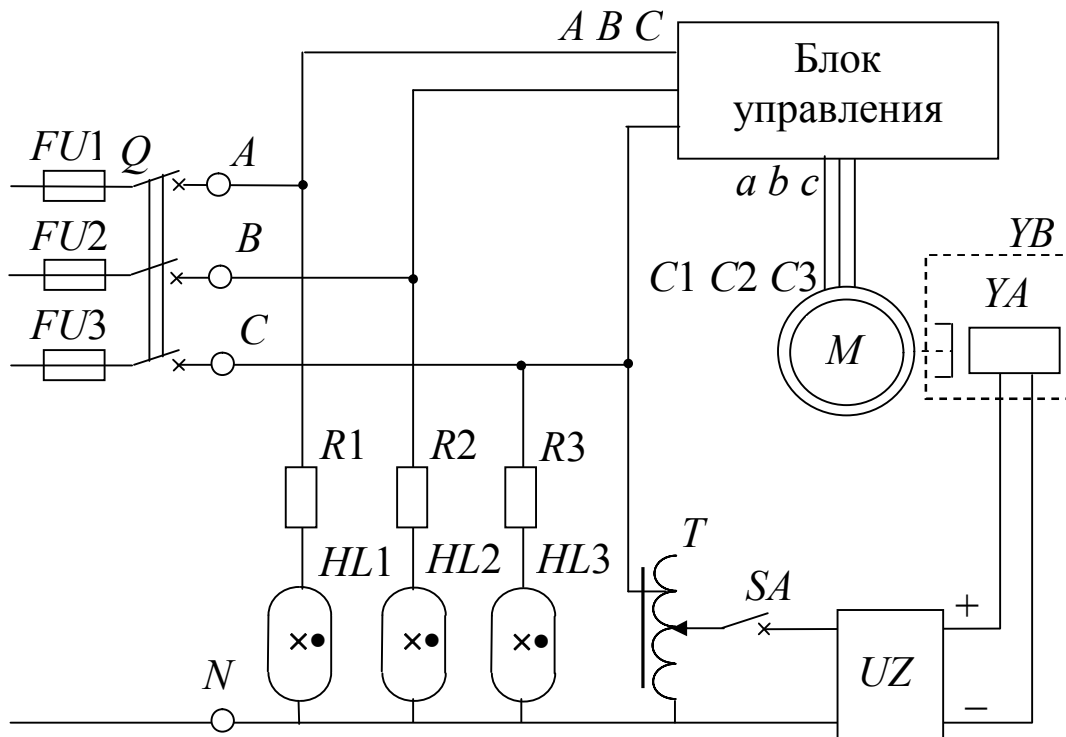 A B C
Блок
управления
FU1
Q
A
a b c
FU2
B
YB
C1 C2 C3
YA
FU3
C
M
R1
R2
R3
T
HL1
HL2
HL3
SA
+
N
UZ
−